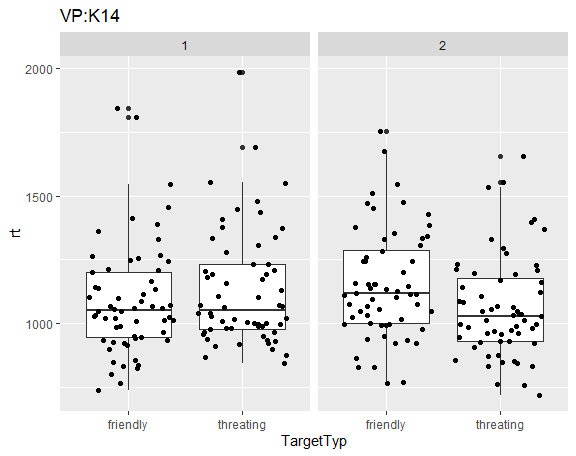 VP:K14
1
2
2000
1500
1000
rt
friendly
threating
friendly
threating
TargetTyp